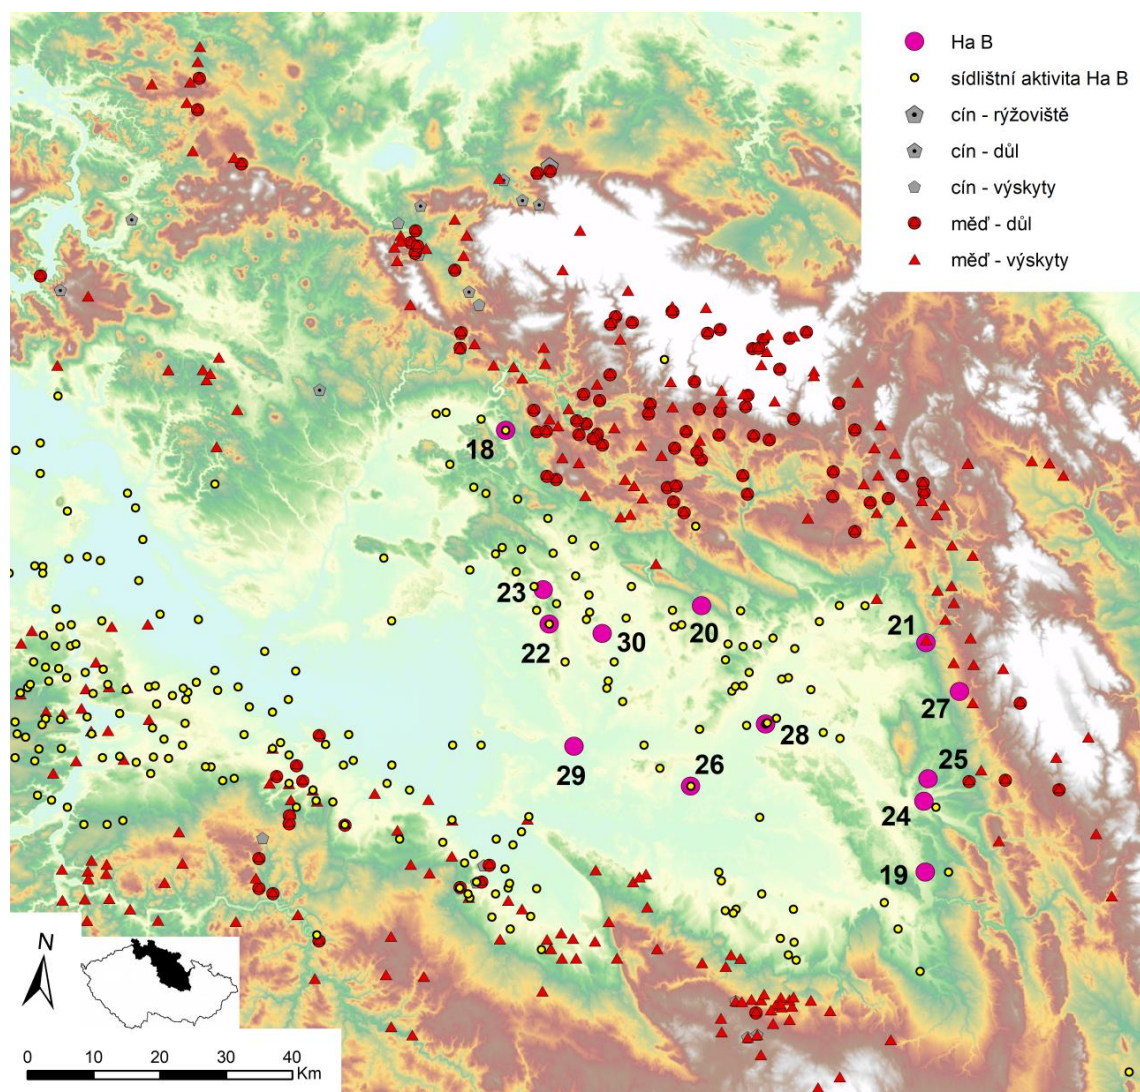 Ha B
sídlištní aktivita Ha B
cín - rýžoviště
cín - důl
cín - výskyty
měď - důl
měď - výskyty
18
23
20
22
30
21
27
28
29
26
25
24
19
N
0 10 20 30 40
Km